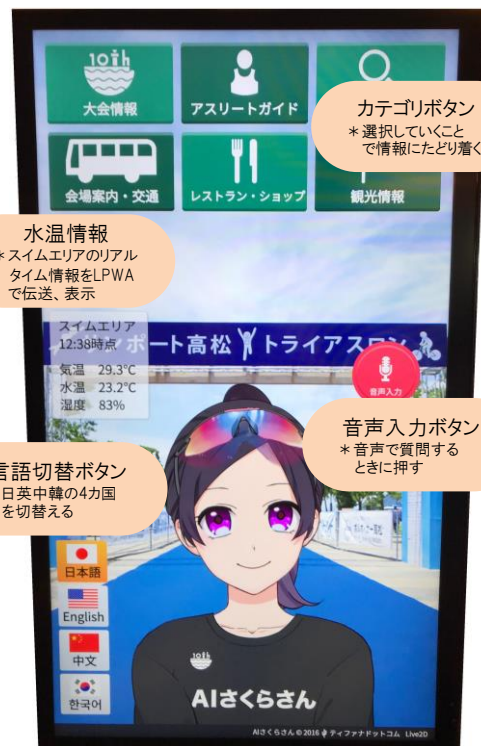 10th
大会情報
アスリートガイド
カテゴリボタン
＊選択していくこと
で情報にたどり着く
会場案内・交通
レストラン・ショップ
観光情報
水温情報
＊スイムエリアのリアル
タイム情報をLPWA
で伝送、表示
スイムエリア
12:38時点
気温 29.3℃
水温 23.2℃
湿度 83%
ンポート高松 トライアスロン
音声入力
音声入力ボタン
＊音声で質問する
ときに押す
言語切替ボタン
日英中韓の4カ国
を切替える
日本語
English
中文
한국어
10th
AIさくらさん
AIさくらさん © 2016 ティファナドットコム Live2D